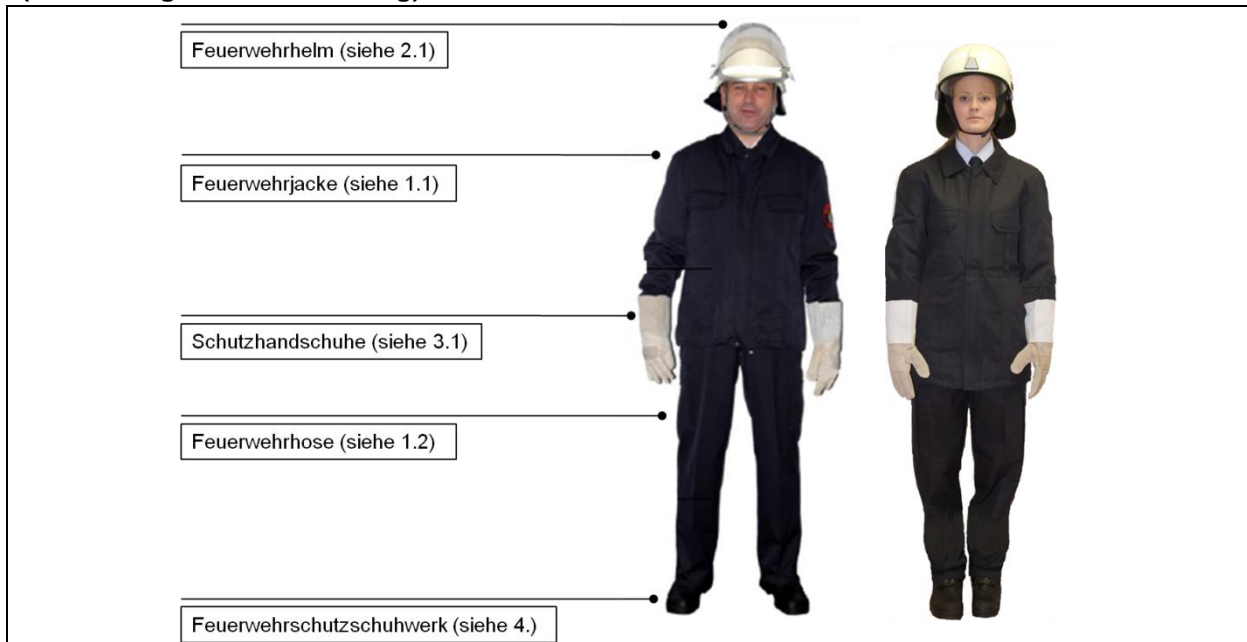 Feuerwehrhelm (siehe 2.1)
Feuerwehrjacke (siehe 1.1)
Schutzhandschuhe (siehe 3.1)
Feuerwehrhose (siehe 1.2)
Feuerwehrschutzschuhwerk (siehe 4.)